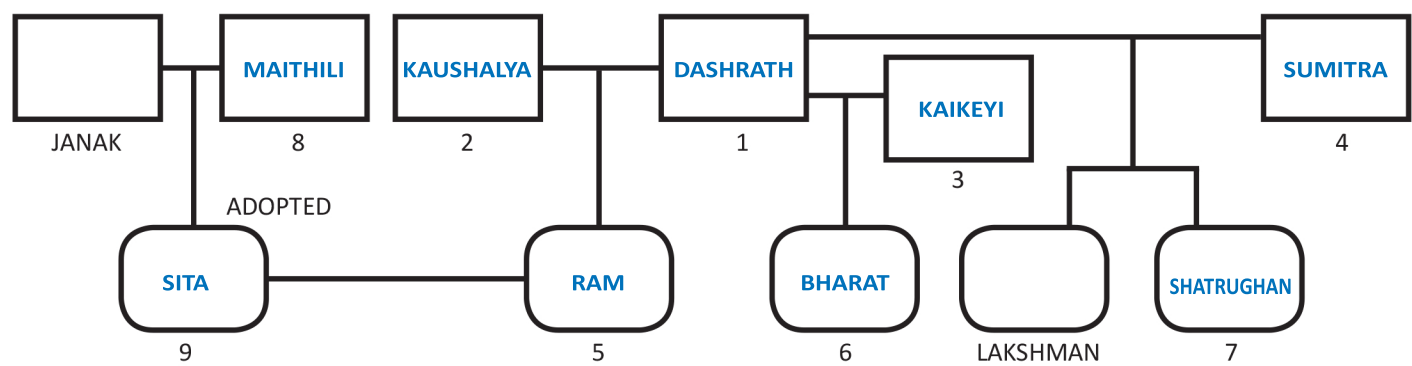 MAITHILI
KAUSHALYA
DASHRATH
SUMITRA
KAIKEYI
JANAK
8
2
1
4
3
ADOPTED
SITA
RAM
BHARAT
SHATRUGHAN
9
5
6
LAKSHMAN
7